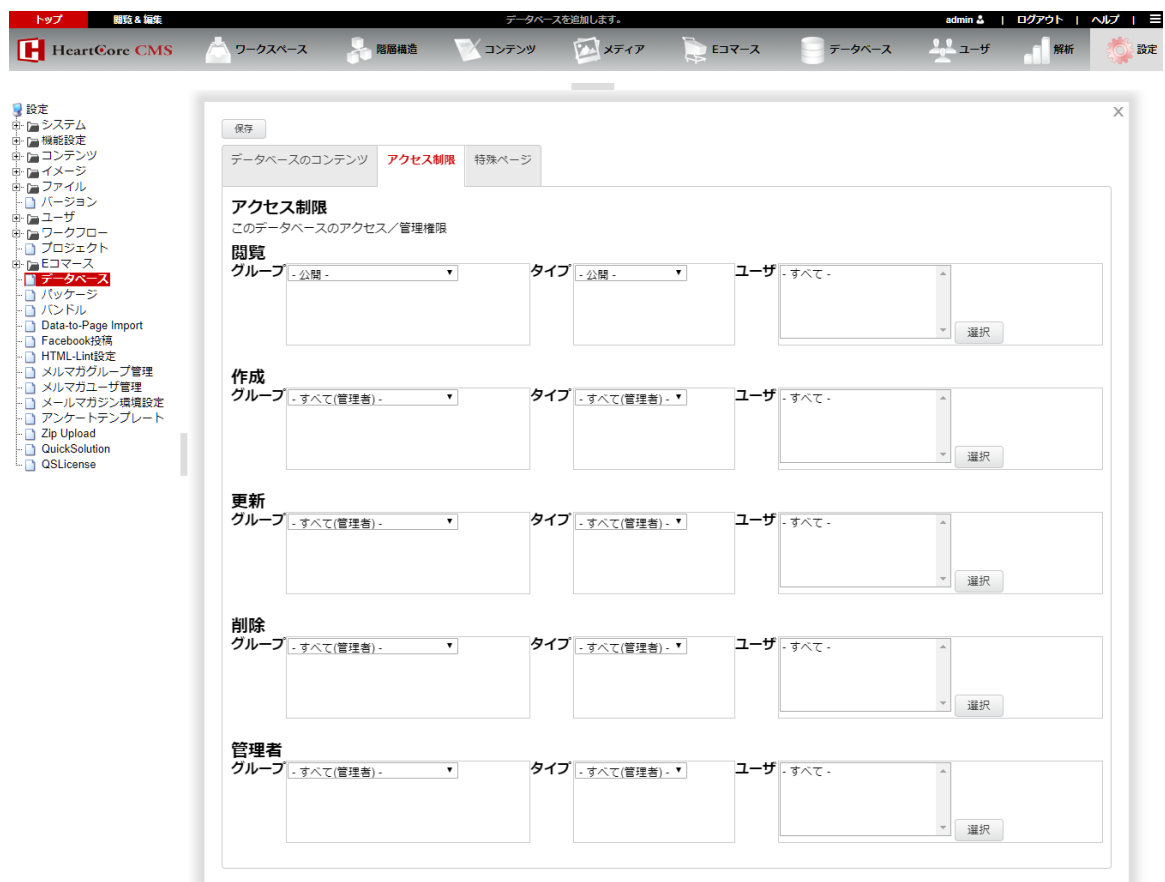 トップ 閲覧 & 編集 データベースを追加します。 admin | ログアウト | ヘルプ |
HeartCore CMS ワークスペース 階層構造 コンテンツ メディア Eコマース データベース ユーザ 解析 設定
設定
システム
機能設定
コンテンツ
イメージ
ファイル
バージョン
ユーザ
ワークフロー
プロジェクト
Eコマース
データベース
パッケージ
バンドル
Data-to-Page Import
Facebook投稿
HTML-Lint設定
メルマガグループ管理
メルマガユーザ管理
メールマガジン環境設定
アンケートテンプレート
Zip Upload
QuickSolution
QSLicense
X
保存
データベースのコンテンツ アクセス制限 特殊ページ
アクセス制限
このデータベースのアクセス／管理権限
閲覧
グループ - 公開 - タイプ - 公開 - ユーザ - すべて -
選択
作成
グループ - すべて(管理者) - タイプ - すべて(管理者) - ユーザ - すべて -
選択
更新
グループ - すべて(管理者) - タイプ - すべて(管理者) - ユーザ - すべて -
選択
削除
グループ - すべて(管理者) - タイプ - すべて(管理者) - ユーザ - すべて -
選択
管理者
グループ - すべて(管理者) - タイプ - すべて(管理者) - ユーザ - すべて -
選択